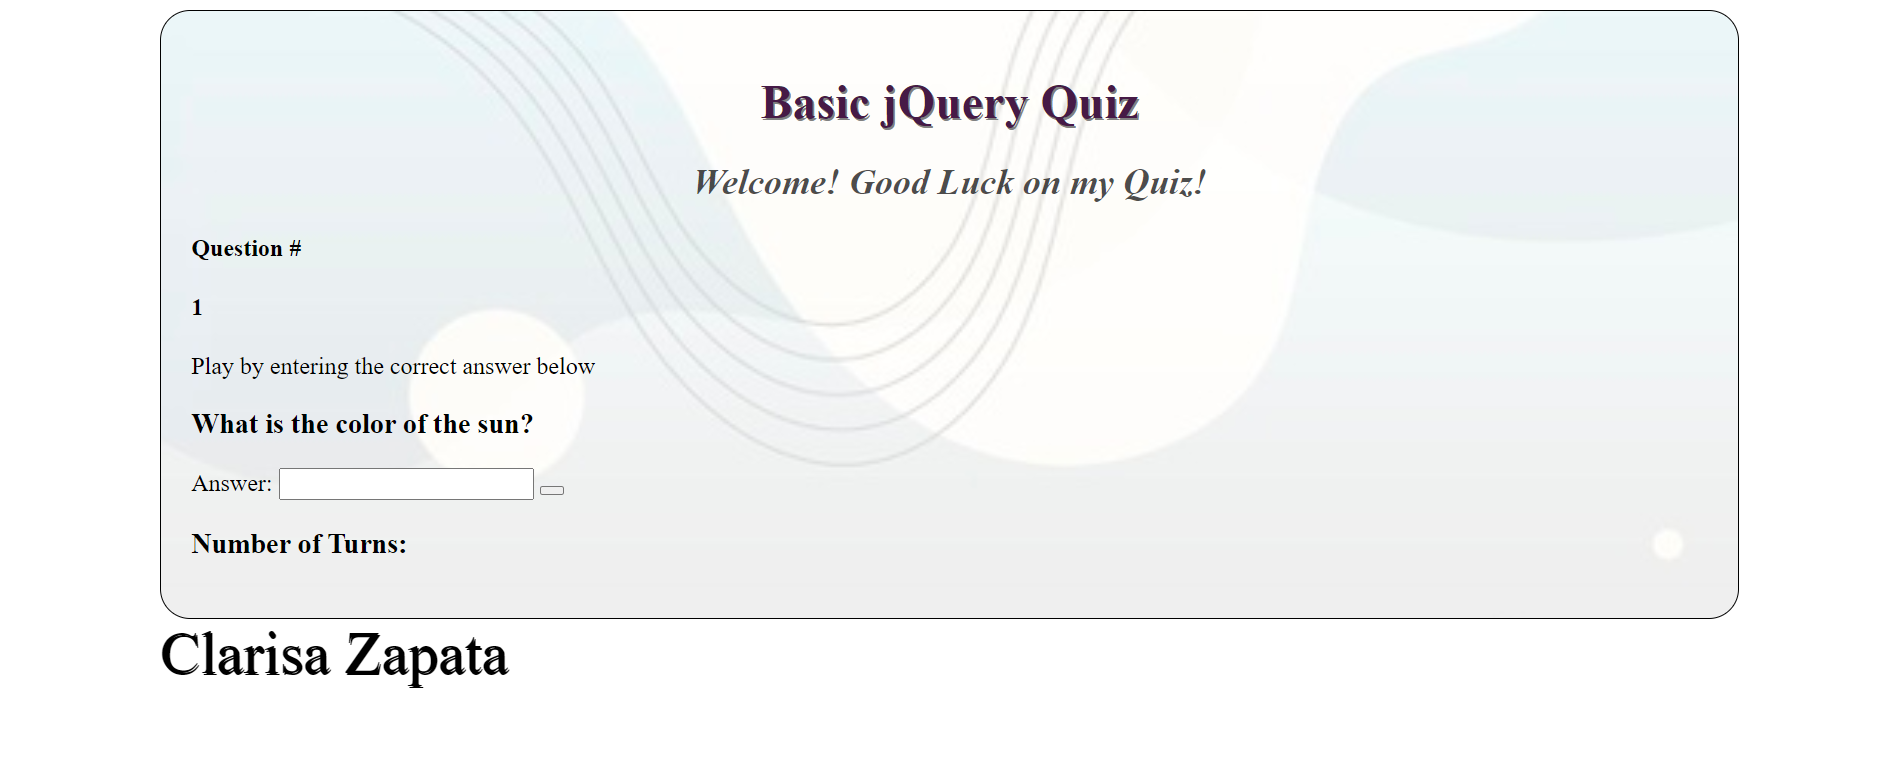 Basic jQuery Quiz
Welcome! Good Luck on my Quiz!
Question #
1
Play by entering the correct answer below
What is the color of the sun?
Answer:
Number of Turns:
Clarisa Zapata